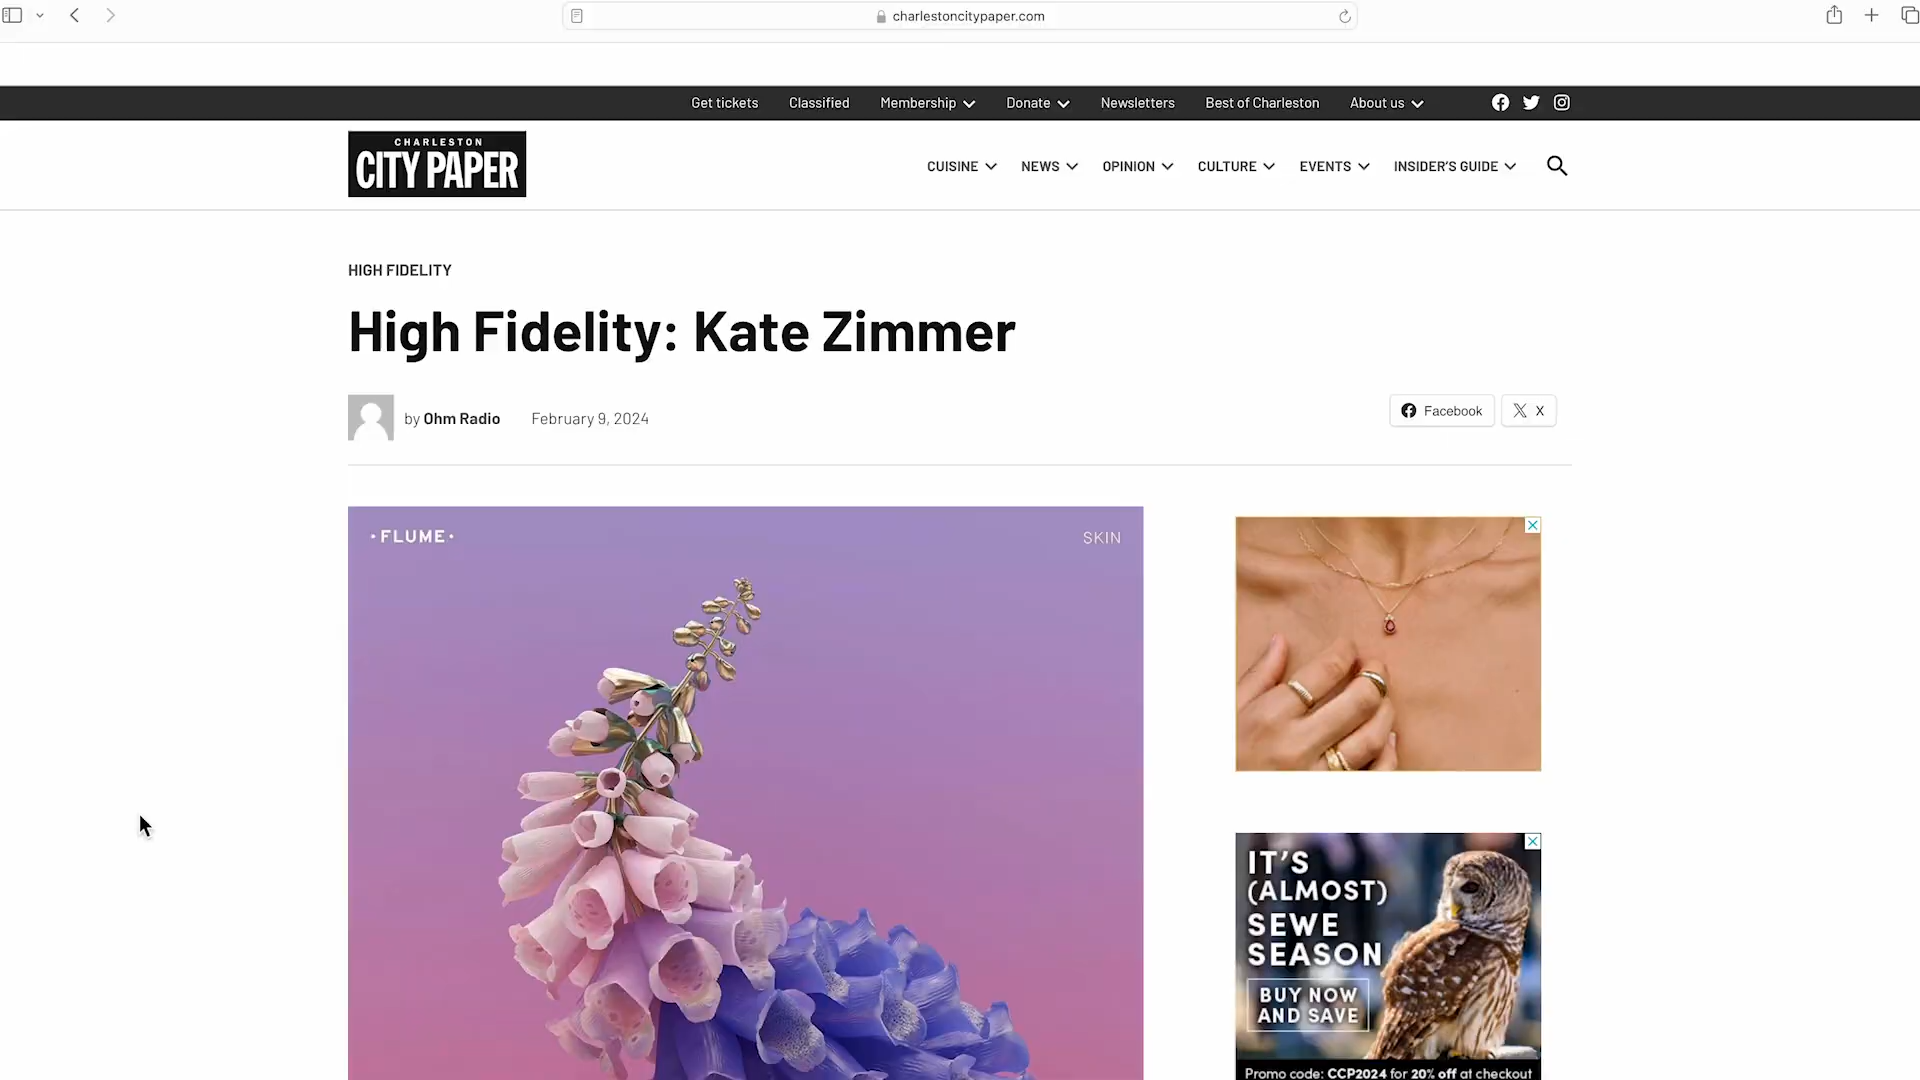 charlestoncitypaper.com
Get tickets Classified Membership Donate Newsletters Best of Charleston About us
CHARLESTON
CITY PAPER
CUISINE NEWS OPINION CULTURE EVENTS INSIDER'S GUIDE
HIGH FIDELITY
High Fidelity: Kate Zimmer
by Ohm Radio February 9, 2024
Facebook X
·FLUME· SKIN
IT'S
(ALMOST)
SEWE
SEASON
BUY NOW
AND SAVE
Promo code: CCP2024 for 20% off at checkout